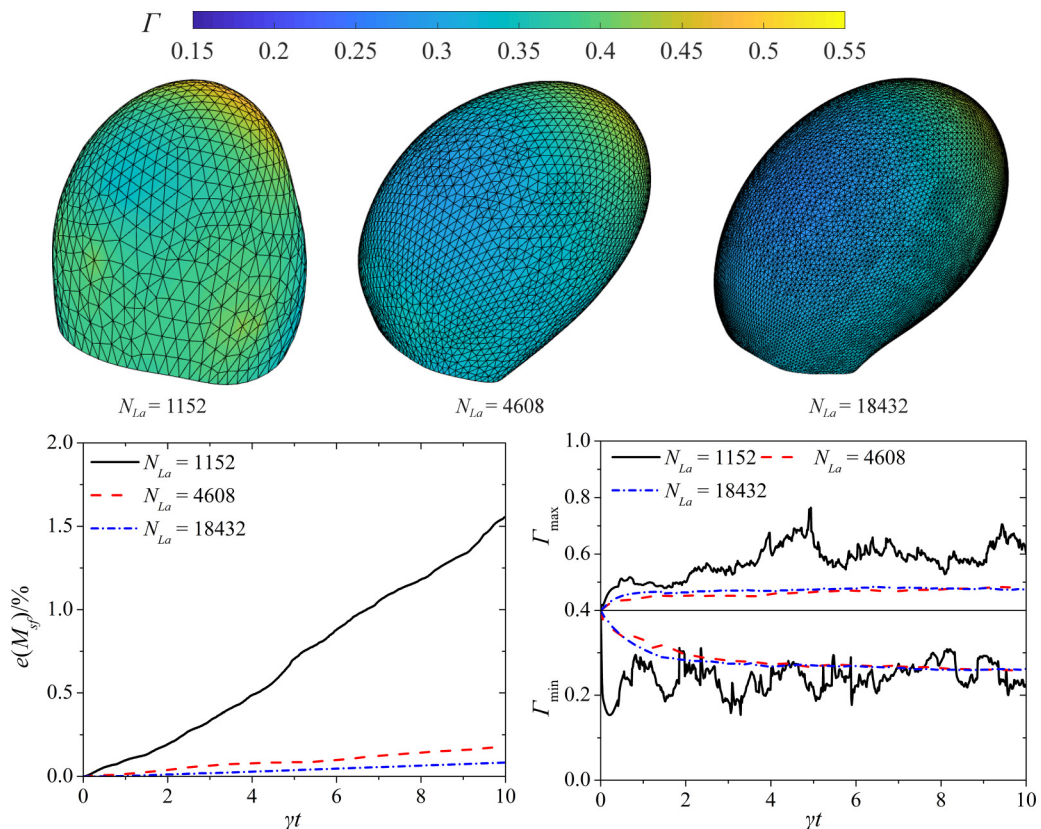 Γ
0.15 0.2 0.25 0.3 0.35 0.4 0.45 0.5 0.55
N_La = 1152
N_La = 4608
N_La = 18432
2.0
1.5
1.0
0.5
0.0
e(M_sf)/%
N_La = 1152
N_La = 4608
N_La = 18432
0 2 4 6 8 10
γt
1.0
0.8
0.6
0.4
0.2
0.0
Γ_max
Γ_min
N_La = 1152 N_La = 4608
N_La = 18432
0 2 4 6 8 10
γt